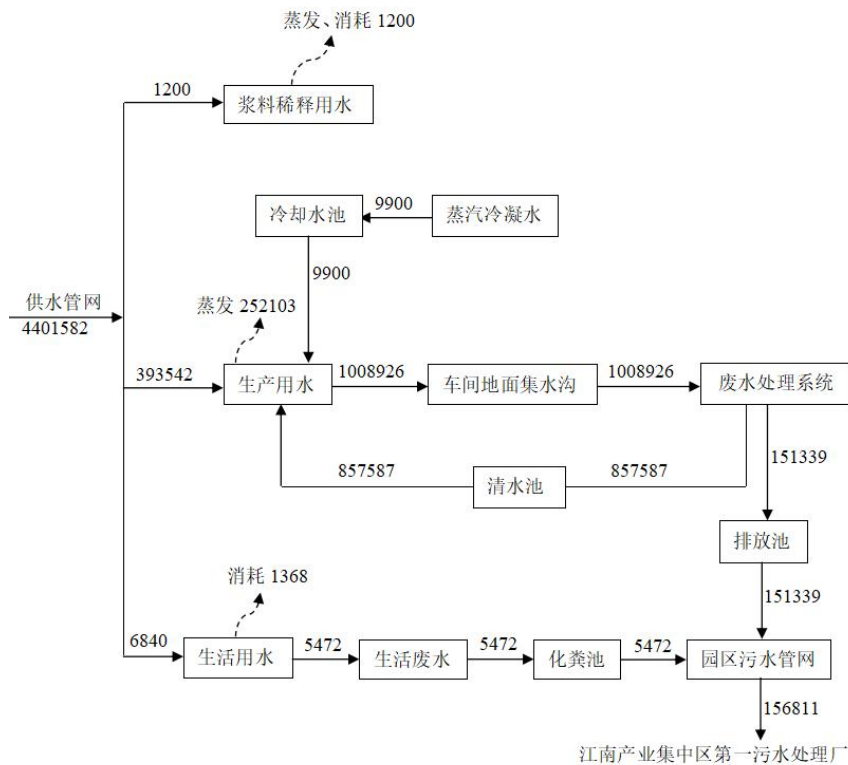 蒸发、消耗 1200
1200
浆料稀释用水
冷却水池
9900
蒸汽冷凝水
9900
供水管网
4401582
蒸发 252103
393542
生产用水
1008926
车间地面集水沟
1008926
废水处理系统
857587
清水池
857587
151339
排放池
消耗 1368
151339
6840
生活用水
5472
生活废水
5472
化粪池
5472
园区污水管网
156811
江南产业集中区第一污水处理厂